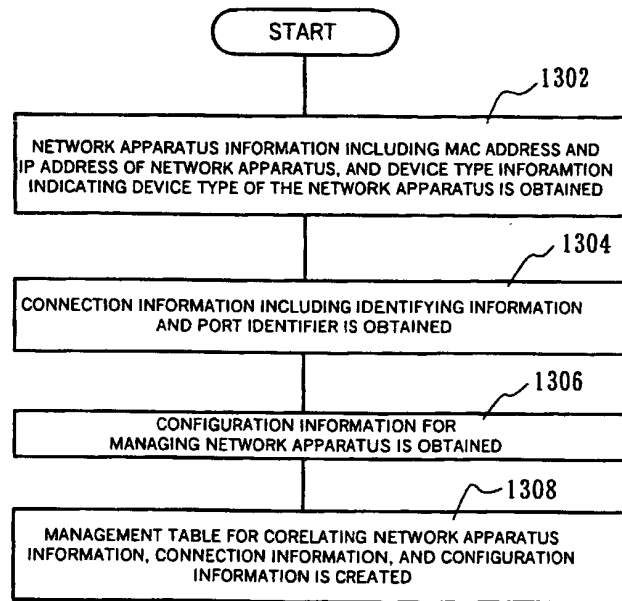 START
1302
NETWORK APPARATUS INFORMATION INCLUDING MAC ADDRESS AND
IP ADDRESS OF NETWORK APPARATUS, AND DEVICE TYPE INFORAMTION
INDICATING DEVICE TYPE OF THE NETWORK APPARATUS IS OBTAINED
1304
CONNECTION INFORMATION INCLUDING IDENTIFYING INFORMATION
AND PORT IDENTIFIER IS OBTAINED
1306
CONFIGURATION INFORMATION FOR
MANAGING NETWORK APPARATUS IS OBTAINED
1308
MANAGEMENT TABLE FOR CORELATING NETWORK APPARATUS
INFORMATION, CONNECTION INFORMATION, AND CONFIGURATION
INFORMATION IS CREATED